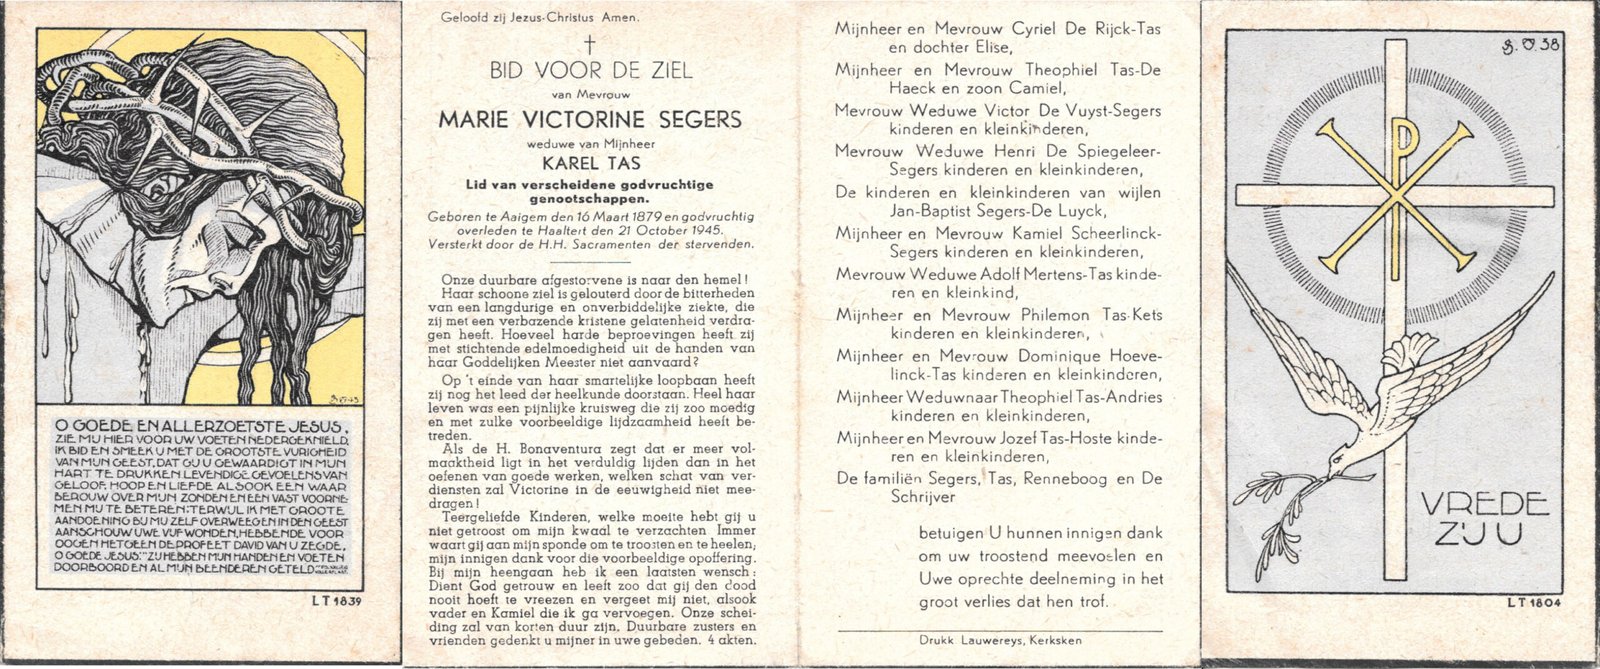 O GOEDE EN ALLERZOETSTE JESUS,
ZIE MIJ HIER VOOR UW VOETEN NEDERGEKNIELD,
IK BID EN SMEEK U MET DE GROOTSTE VURIGHEID
VAN MIJN GEEST, DAT GIJ U GEWAARDIGT IN MIJN
HART TE DRUKKEN LEVENDIGE GEVOELENS VAN
GELOOF, HOOP EN LIEFDE ALSOOK EEN WAAR
BEROUW OVER MIJN ZONDEN EN EEN VAST VOORNE-
MEN MIJ TE BETEREN: TERWIJL IK MET GROOTE
AANDOENING BIJ MIJ ZELF OVERWEEG EN IN DEN GEEST
AANSCHOUW UWE VIJF WONDEN, HEBBENDE VOOR
OOGEN HETGEEN DE PROFEET DAVID VAN U ZEGDE,
O GOEDE JESUS: "ZIJ HEBBEN MIJN HANDEN EN VOETEN
DOORBOORD EN AL MIJN BEENDEREN GETELD
LT 1839
Geloofd zij Jezus-Christus Amen.
BID VOOR DE ZIEL
van Mevrouw
MARIE VICTORINE SEGERS
weduwe van Mijnheer
KAREL TAS
Lid van verscheidene godvruchtige
genootschappen.
Geboren te Aaigem den 16 Maart 1879 en godvruchtig
overleden te Haaltert den 21 October 1945.
Versterkt door de H.H. Sacramenten der stervenden.
Onze duurbare afgestorvene is naar den hemel!
Haar schoone ziel is gelouterd door de bitterheden
van een langdurige en onverbiddelijke ziekte, die
zij met een verbazende kristene gelatenheid verdra-
gen heeft. Hoeveel harde beproevingen heeft zij
met stichtende edelmoedigheid uit de handen van
haar Goddelijken Meester niet aanvaard?
Op 't einde van haar smartelijke loopbaan heeft
zij nog het leed der heelkunde doorstaan. Heel haar
leven was een pijnlijke kruisweg die zij zoo moedig
en met zulke voorbeeldige lijdzaamheid heeft be-
treden.
Als de H. Bonaventura zegt dat er meer vol-
maaktheid ligt in het verduldig lijden dan in het
oefenen van goede werken, welken schat van ver-
diensten zal Victorine in de eeuwigheid niet mee-
dragen!
Teergeliefde Kinderen, welke moeite hebt gij u
niet getroost om mijn kwaal te verzachten Immer
waart gij aan mijn sponde om te troosten en te heelen;
mijn innigen dank voor die voorbeeldige opoffering.
Bij mijn heengaan heb ik een laatsten wensch:
Dient God getrouw en leeft zoo dat gij den dood
nooit hoeft te vreezen en vergeet mij niet, alsook
vader en Kamiel die ik ga vervoegen. Onze schei-
ding zal van korten duur zijn. Duurbare zusters en
vrienden gedenkt u mijner in uwe gebeden. 4 akten.
Mijnheer en Mevrouw Cyriel De Rijck-Tas
en dochter Elise,
Mijnheer en Mevrouw Theophiel Tas-De
Haeck en zoon Camiel,
Mevrouw Weduwe Victor De Vuyst-Segers
kinderen en kleinkinderen,
Mevrouw Weduwe Henri De Spiegeleer-
Segers kinderen en kleinkinderen,
De kinderen en kleinkinderen van wijlen
Jan-Baptist Segers-De Luyck,
Mijnheer en Mevrouw Kamiel Scheerlinck-
Segers kinderen en kleinkinderen,
Mevrouw Weduwe Adolf Mertens-Tas kinde-
ren en kleinkind,
Mijnheer en Mevrouw Philemon Tas-Kets
kinderen en kleinkinderen,
Mijnheer en Mevrouw Dominique Hoeve-
linck-Tas kinderen en kleinkinderen,
Mijnheer Weduwnaar Theophiel Tas-Andries
kinderen en kleinkinderen,
Mijnheer en Mevrouw Jozef Tas-Hoste kinde-
ren en kleinkinderen,
De familiën Segers, Tas, Renneboog en De
Schrijver
betuigen U hunnen innigen dank
om uw troostend meevoelen en
Uwe oprechte deelneming in het
groot verlies dat hen trof.
Drukk Lauwereys, Kerksken
38
VREDE
ZIJ U
LT 1804